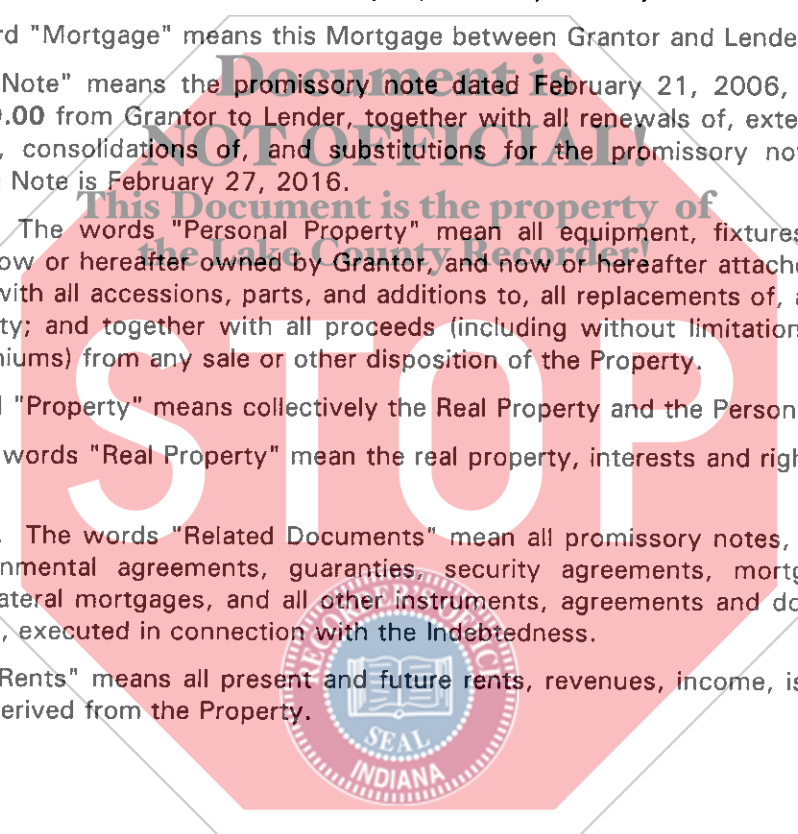 rd "Mortgage" means this Mortgage between Grantor and Lende
Document is
Note" means the promissory note dated February 21, 2006,
.00 from Grantor to Lender, together with all renewals of, exte
NOT OFFICIAL!
, consolidations of, and substitutions for the promissory not
Note is February 27, 2016.
This Document is the property of
The words "Personal Property" mean all equipment, fixtures
the Lake County Recorder!
ow or hereafter owned by Grantor, and now or hereafter attache
with all accessions, parts, and additions to, all replacements of, a
ty; and together with all proceeds (including without limitation
niums) from any sale or other disposition of the Property.
STOP
"Property" means collectively the Real Property and the Person
words "Real Property" mean the real property, interests and righ
. The words "Related Documents" mean all promissory notes,
nmental agreements, guaranties, security agreements, mortg
ateral mortgages, and all other instruments, agreements and do
, executed in connection with the Indebtedness.
RECORDER'S OFFICE
Rents" means all present and future rents, revenues, income, is
erived from the Property.
SEAL
INDIANA